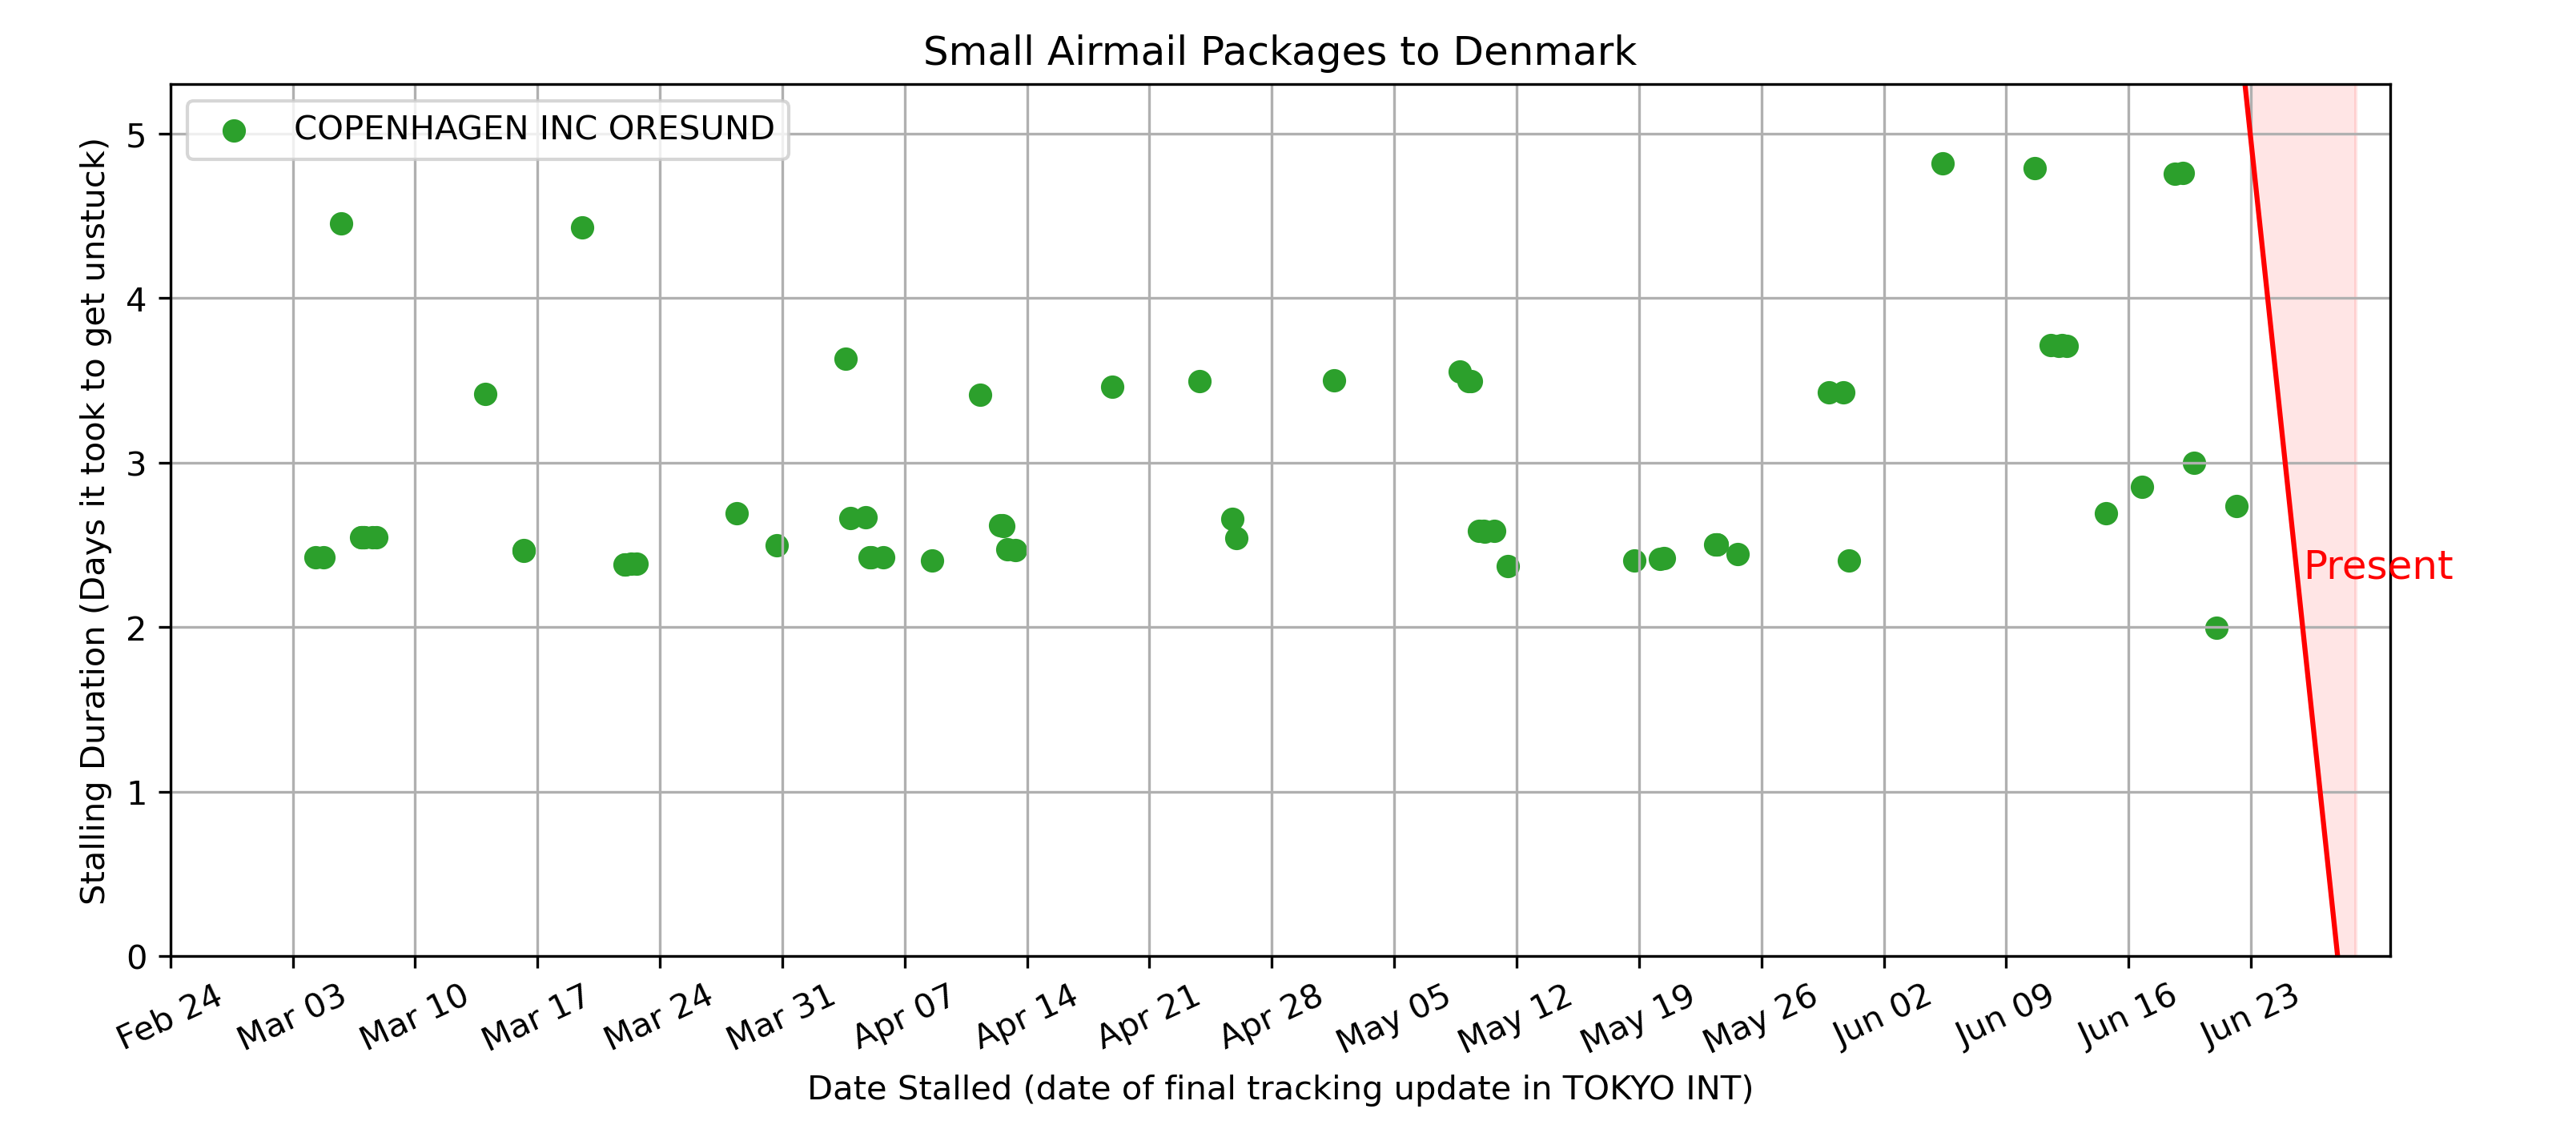 Small Airmail Packages to Denmark
COPENHAGEN INC ORESUND
Stalling Duration (Days it took to get unstuck)
5
4
3
2
1
0
Present
Feb 24
Mar 03
Mar 10
Mar 17
Mar 24
Mar 31
Apr 07
Apr 14
Apr 21
Apr 28
May 05
May 12
May 19
May 26
Jun 02
Jun 09
Jun 16
Jun 23
Date Stalled (date of final tracking update in TOKYO INT)